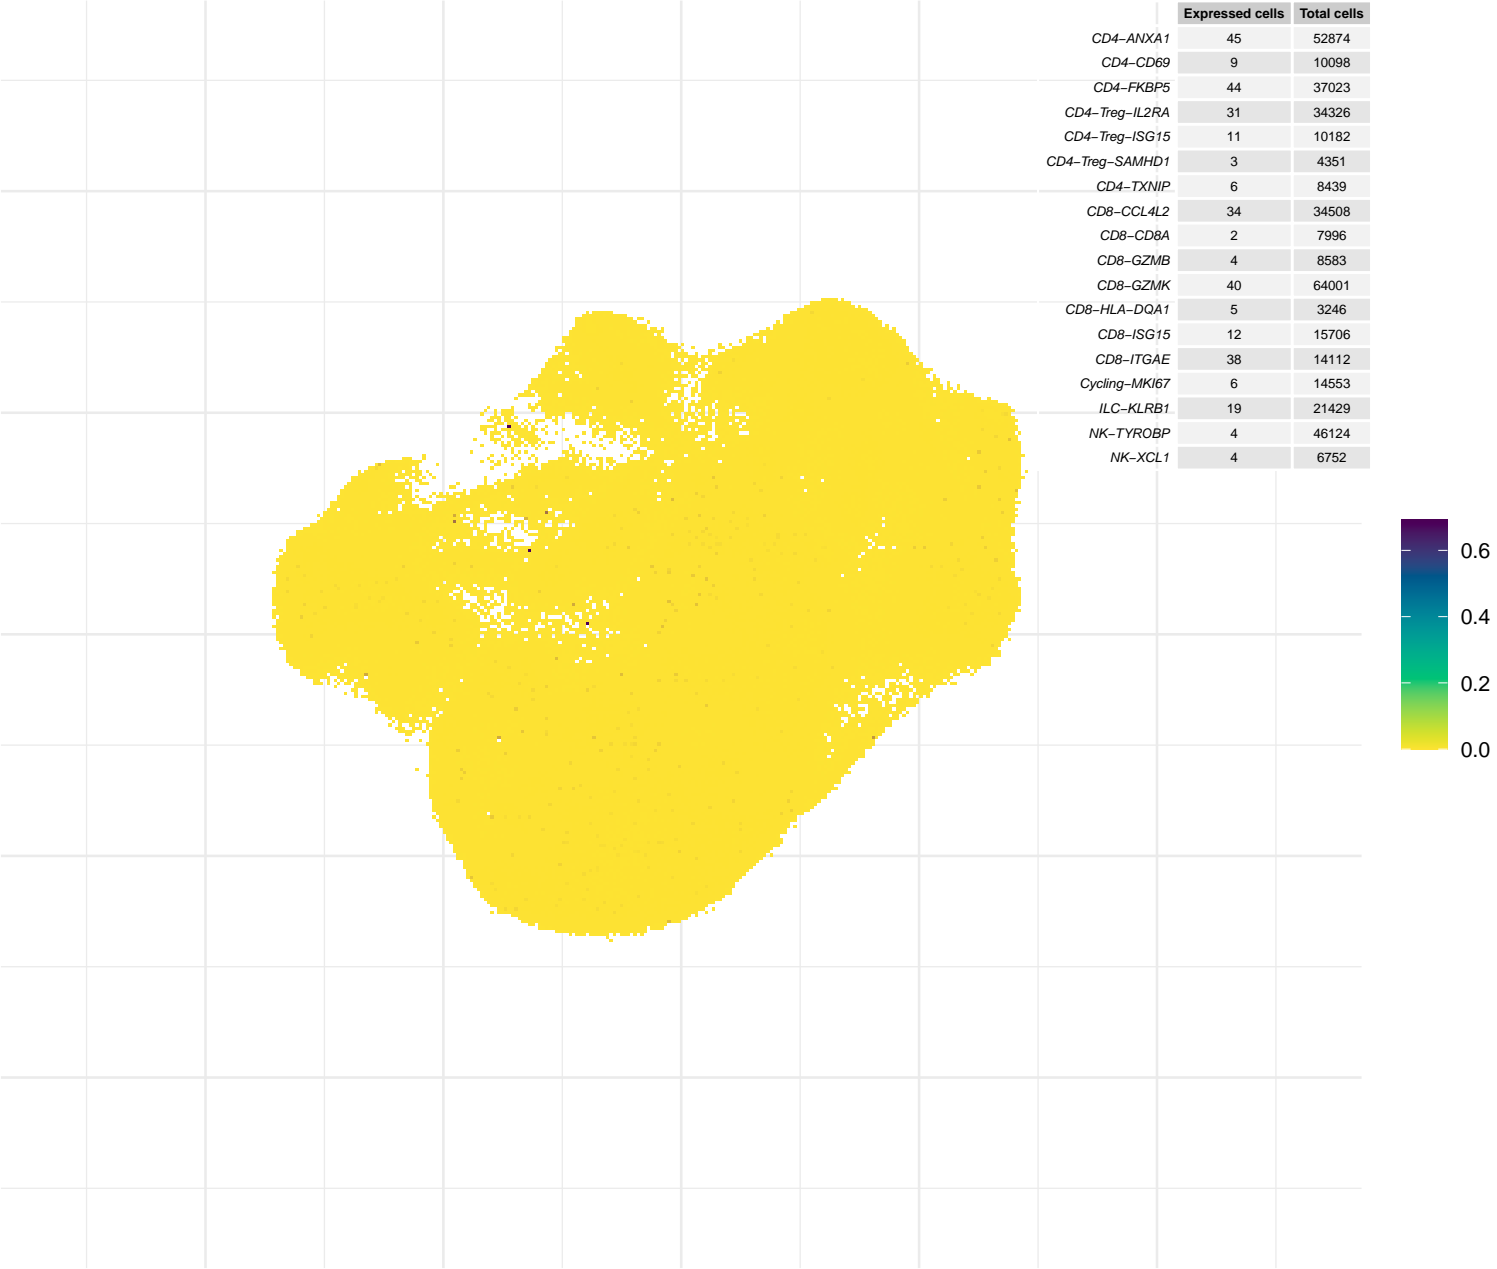 Expressed cells Total cells
CD4−ANXA1 45 52874
CD4−CD69 9 10098
CD4−FKBP5 44 37023
CD4−Treg−IL2RA 31 34326
CD4−Treg−ISG15 11 10182
CD4−Treg−SAMHD1 3 4351
CD4−TXNIP 6 8439
CD8−CCL4L2 34 34508
CD8−CD8A 2 7996
CD8−GZMB 4 8583
CD8−GZMK 40 64001
CD8−HLA−DQA1 5 3246
CD8−ISG15 12 15706
CD8−ITGAE 38 14112
Cycling−MKI67 6 14553
ILC−KLRB1 19 21429
NK−TYROBP 4 46124
NK−XCL1 4 6752
0.6
0.4
0.2
0.0